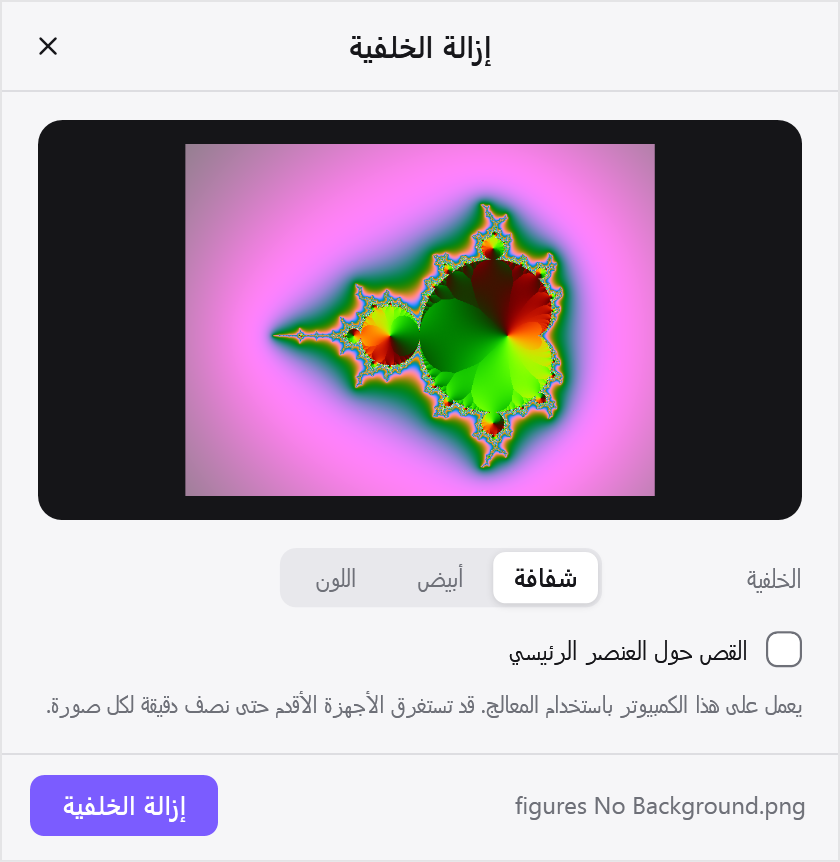 إزالة الخلفية
الخلفية
شفافة
أبيض
اللون
القص حول العنصر الرئيسي
يعمل على هذا الكمبيوتر باستخدام المعالج. قد تستغرق الأجهزة الأقدم حتى نصف دقيقة لكل صورة.
figures No Background.png
إزالة الخلفية